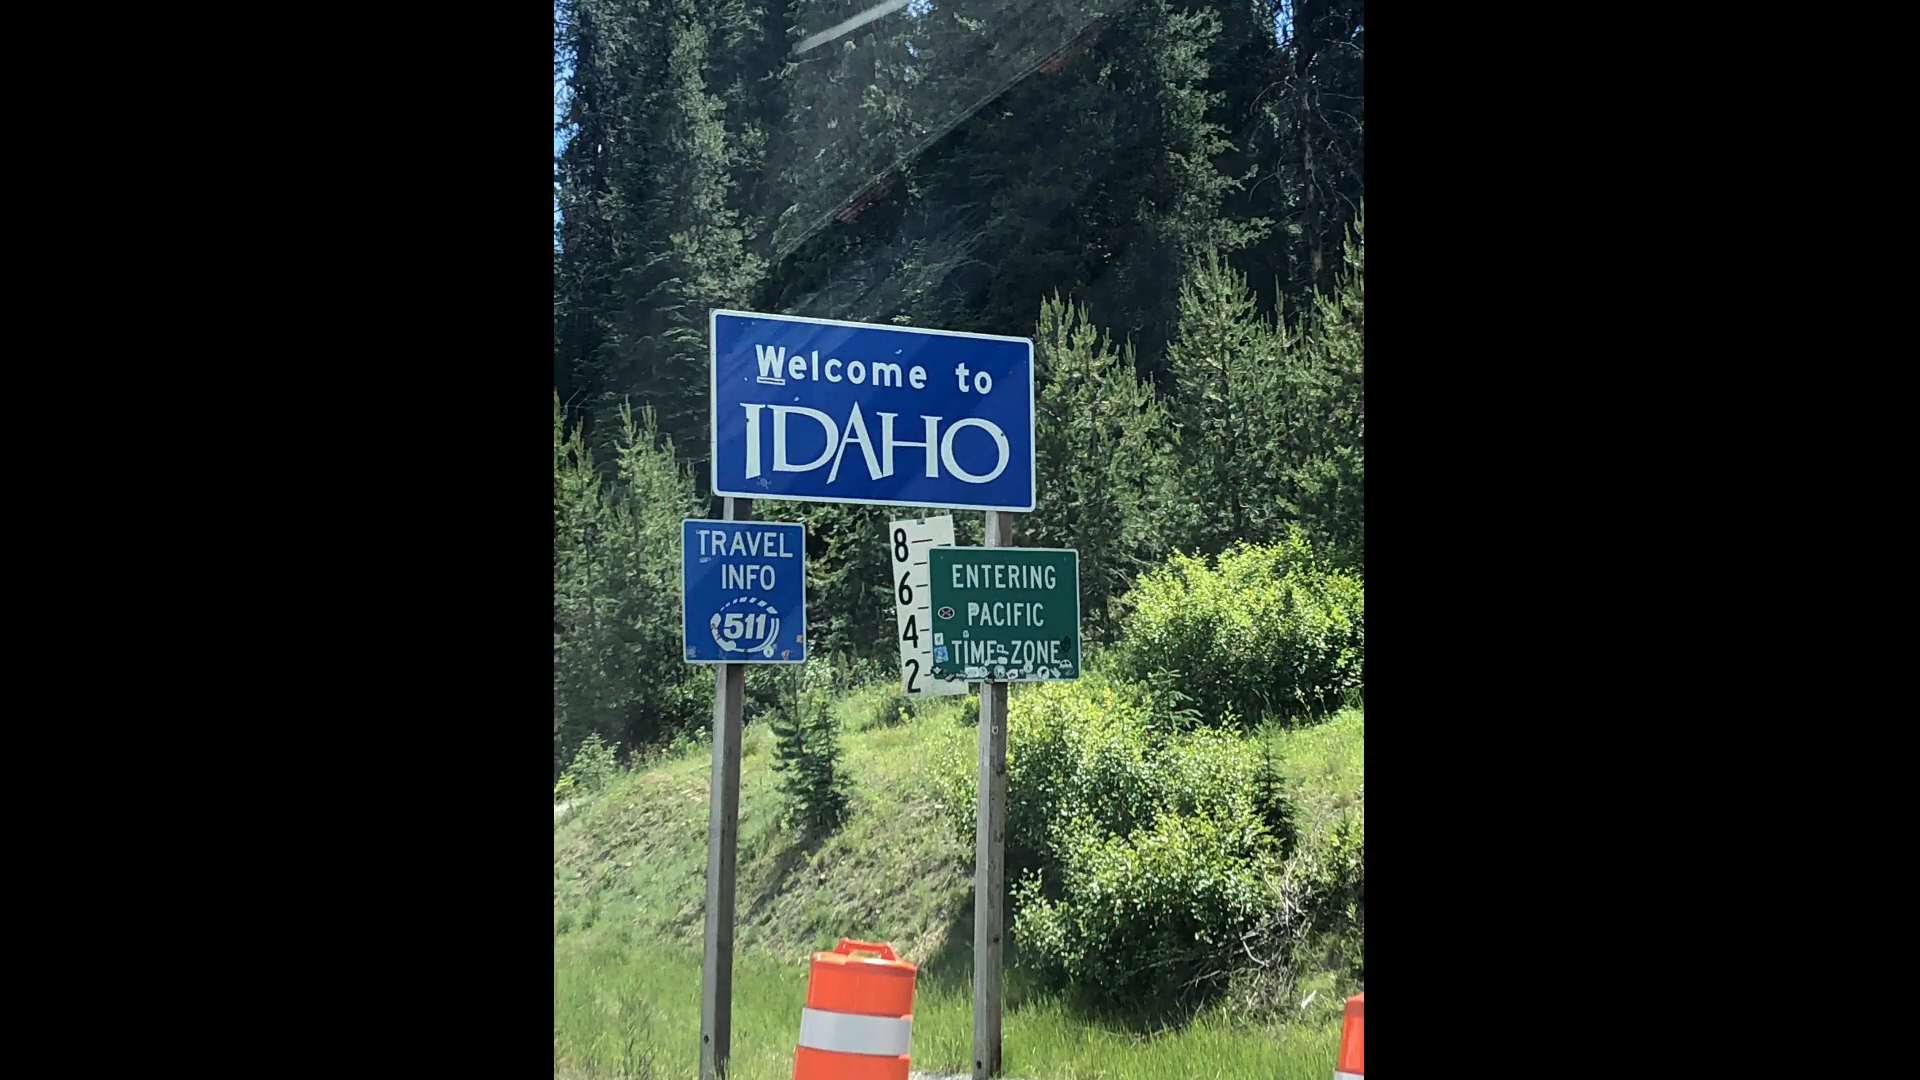 Welcome to
IDAHO
TRAVEL
INFO
511
8
6
4
2
ENTERING
PACIFIC
TIME ZONE